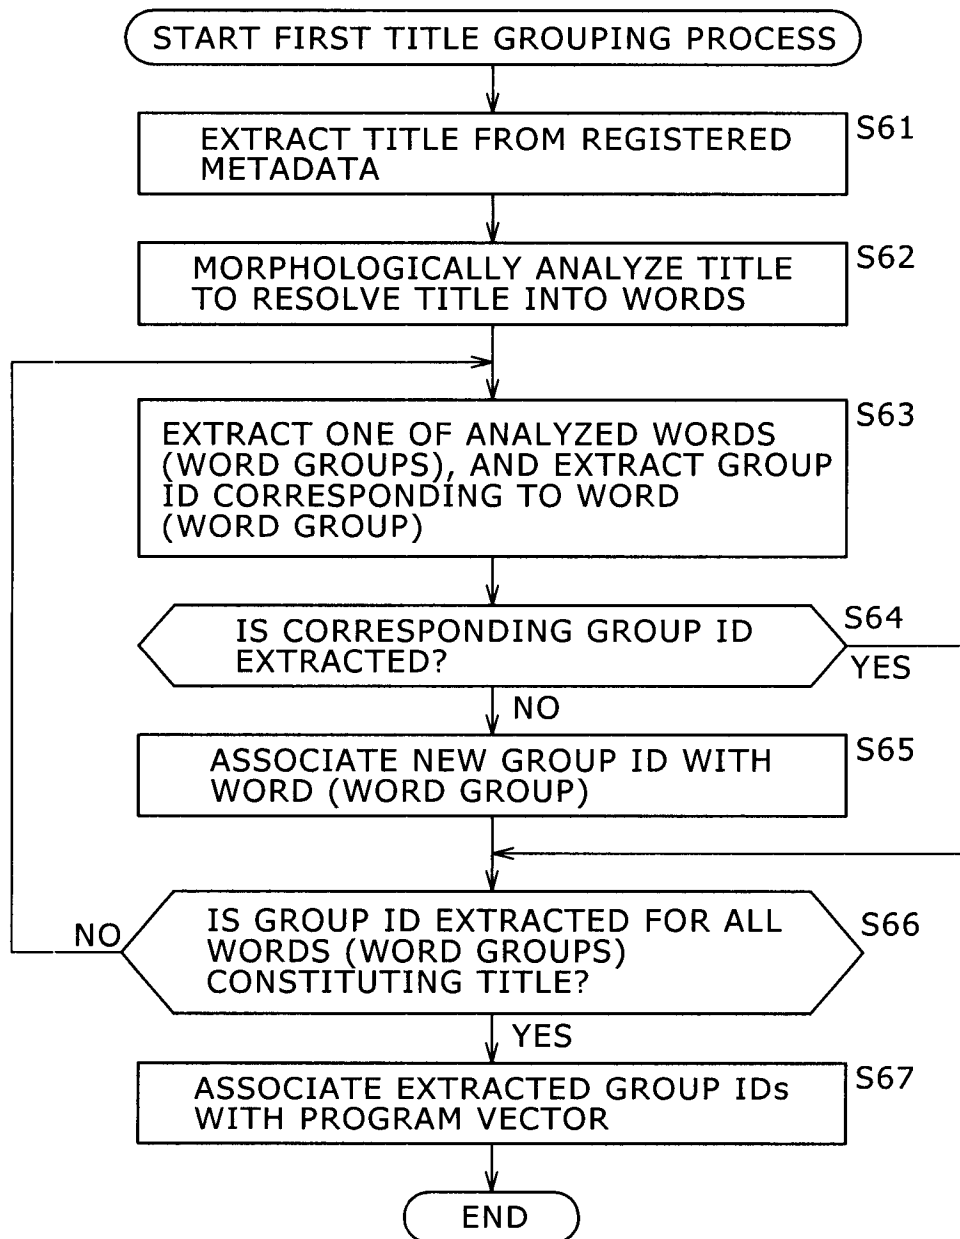 START FIRST TITLE GROUPING PROCESS
S61
EXTRACT TITLE FROM REGISTERED
METADATA
S62
MORPHOLOGICALLY ANALYZE TITLE
TO RESOLVE TITLE INTO WORDS
S63
EXTRACT ONE OF ANALYZED WORDS
(WORD GROUPS), AND EXTRACT GROUP
ID CORRESPONDING TO WORD
(WORD GROUP)
S64
IS CORRESPONDING GROUP ID
EXTRACTED?
YES
NO
S65
ASSOCIATE NEW GROUP ID WITH
WORD (WORD GROUP)
S66
IS GROUP ID EXTRACTED FOR ALL
WORDS (WORD GROUPS)
CONSTITUTING TITLE?
NO
YES
S67
ASSOCIATE EXTRACTED GROUP IDs
WITH PROGRAM VECTOR
END